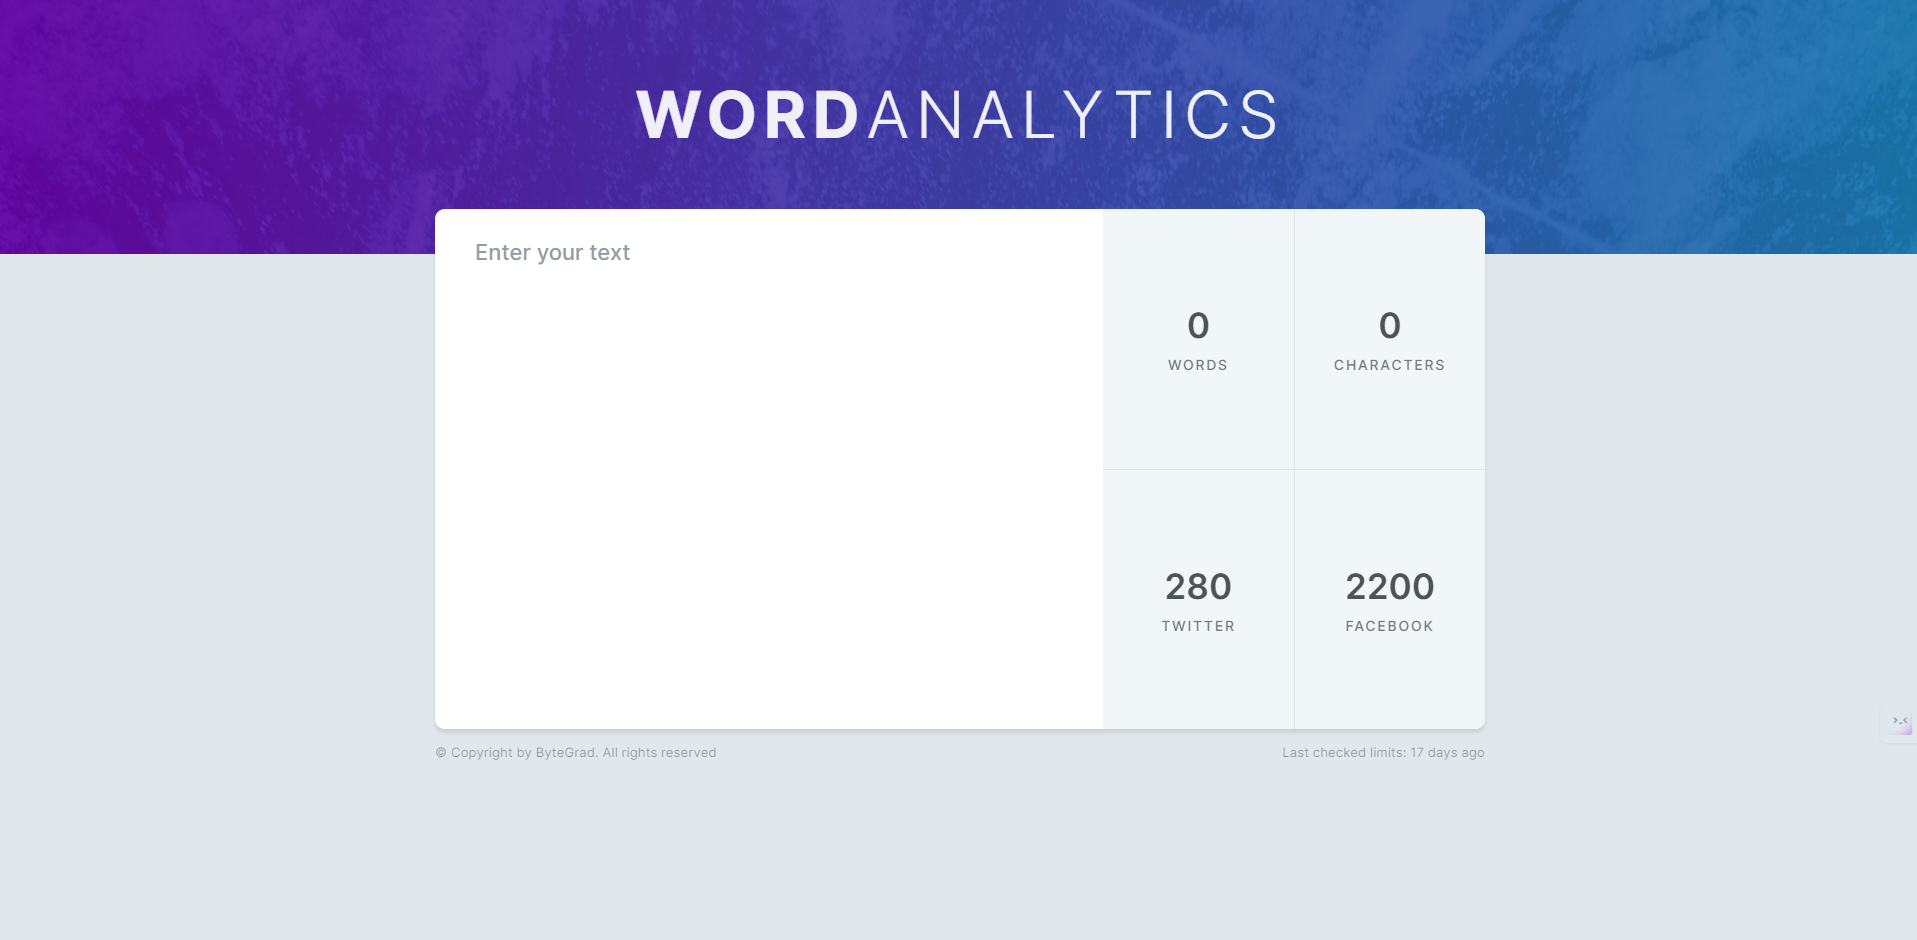 WORDANALYTICS
Enter your text
0
WORDS
0
CHARACTERS
280
TWITTER
2200
FACEBOOK
© Copyright by ByteGrad. All rights reserved
Last checked limits: 17 days ago